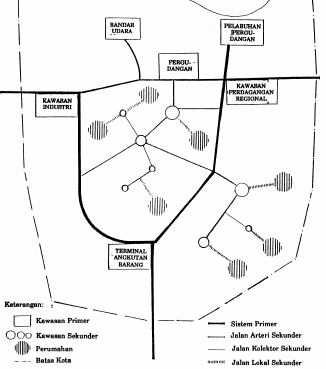 BANDAR
UDARA
PELABUHAN
/PERGU-
DANGAN
PERGU-
DANGAN
KAWASAN
INDUSTRI
KAWASAN
PERDAGANGAN
REGIONAL
TERMINAL
ANGKUTAN
BARANG
Keterangan:
Kawasan Primer
Kawasan Sekunder
Perumahan
Batas Kota
Sistem Primer
Jalan Arteri Sekunder
Jalan Kolektor Sekunder
Jalan Lokal Sekunder